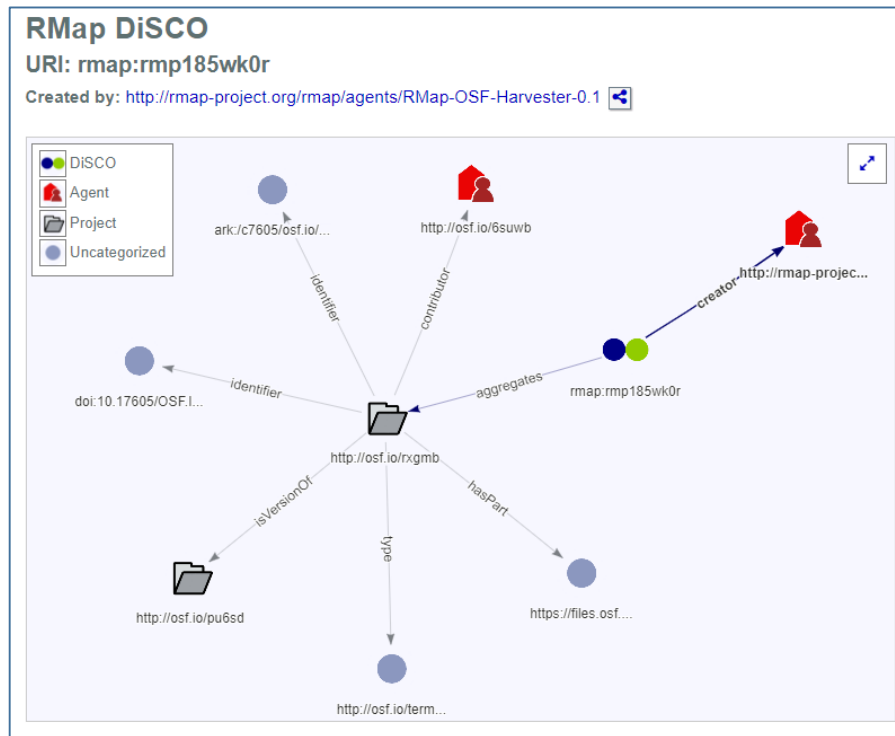 RMap DiSCO
URI: rmap:rmp185wk0r
Created by: http://rmap-project.org/rmap/agents/RMap-OSF-Harvester-0.1
DiSCO
Agent
Project
Uncategorized
ark:/c7605/osf.io/...
http://osf.io/6suwb
http://rmap-projec...
identifier
contributor
creator
rmap:rmp185wk0r
aggregates
identifier
doi:10.17605/OSF.I...
http://osf.io/rxgmb
isVersionOf
type
hasPart
http://osf.io/pu6sd
https://files.osf....
http://osf.io/term...